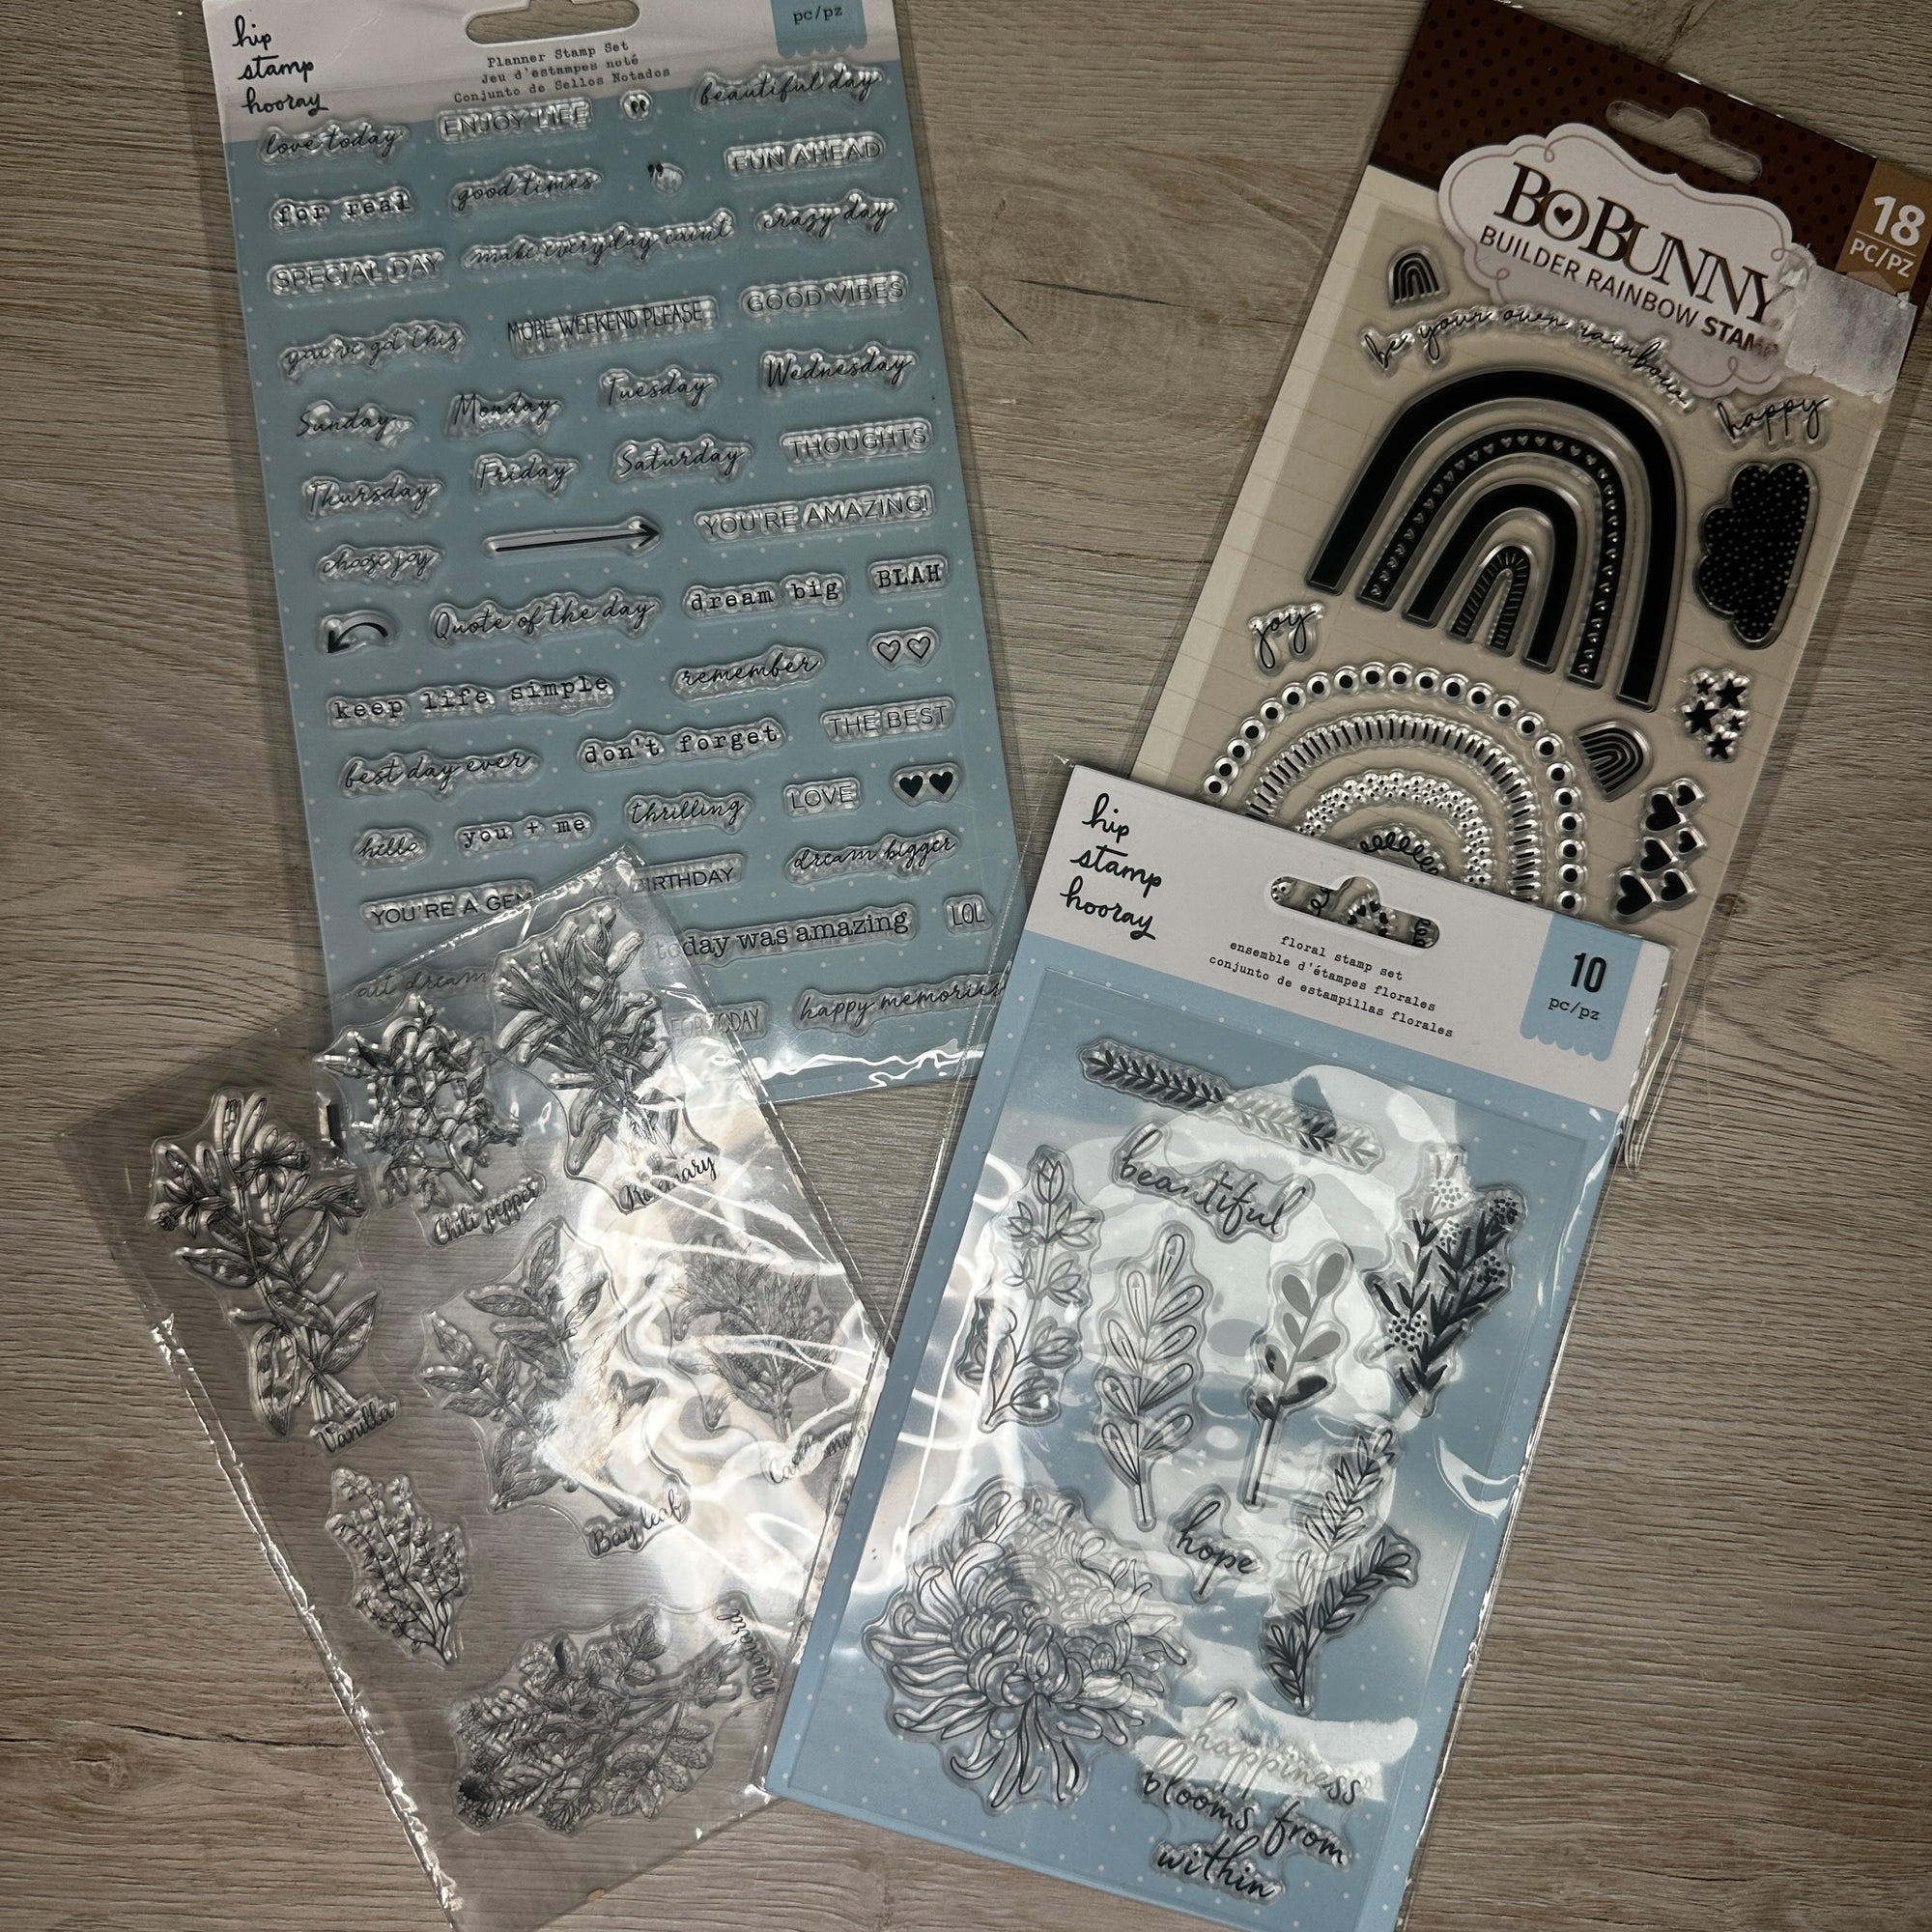 hip
stamp
hooray
Planner Stamp Set
Jeu d'estampes noté
Conjunto de Sellos Notados
pc/pz
love today
ENJOY LIFE
beautiful day
for real
good times
"
FUN AHEAD
SPECIAL DAY
make everyday count
crazy day
you've got this
MORE WEEKEND PLEASE
GOOD VIBES
Sunday
Monday
Tuesday
Wednesday
Thursday
Friday
Saturday
THOUGHTS
choose joy
YOU'RE AMAZING!
Quote of the day
dream big
BLAH
keep life simple
remember
best day ever
don't forget
THE BEST
hello
you + me
thrilling
LOVE
YOU'RE A GEM
MY BIRTHDAY
dream bigger
today was amazing
LOL
dream
FOR TODAY
happy memories
BOBUNNY
BUILDER RAINBOW STAMP
18
PC/PZ
be your own rainbow
happy
joy
hip
stamp
hooray
floral stamp set
ensemble d'étampes florales
conjunto de estampillas florales
10
pc/pz
beautiful
hope
happiness
blooms from
within
Chili pepper
Rosemary
Vanilla
Bay leaf
Mustard